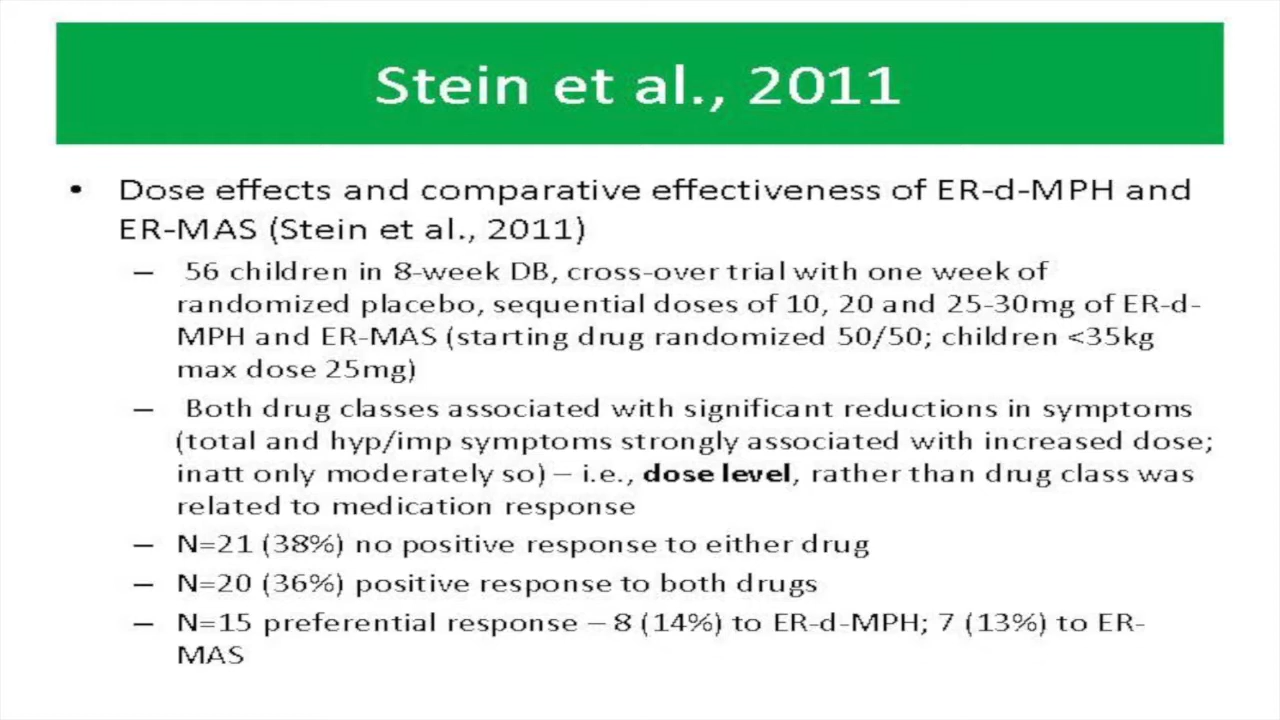 Stein et al., 2011
• Dose effects and comparative effectiveness of ER-d-MPH and
ER-MAS (Stein et al., 2011)
– 56 children in 8-week DB, cross-over trial with one week of
randomized placebo, sequential doses of 10, 20 and 25-30mg of ER-d-
MPH and ER-MAS (starting drug randomized 50/50; children <35kg
max dose 25mg)
– Both drug classes associated with significant reductions in symptoms
(total and hyp/imp symptoms strongly associated with increased dose;
inatt only moderately so) – i.e., dose level, rather than drug class was
related to medication response
– N=21 (38%) no positive response to either drug
– N=20 (36%) positive response to both drugs
– N=15 preferential response – 8 (14%) to ER-d-MPH; 7 (13%) to ER-
MAS